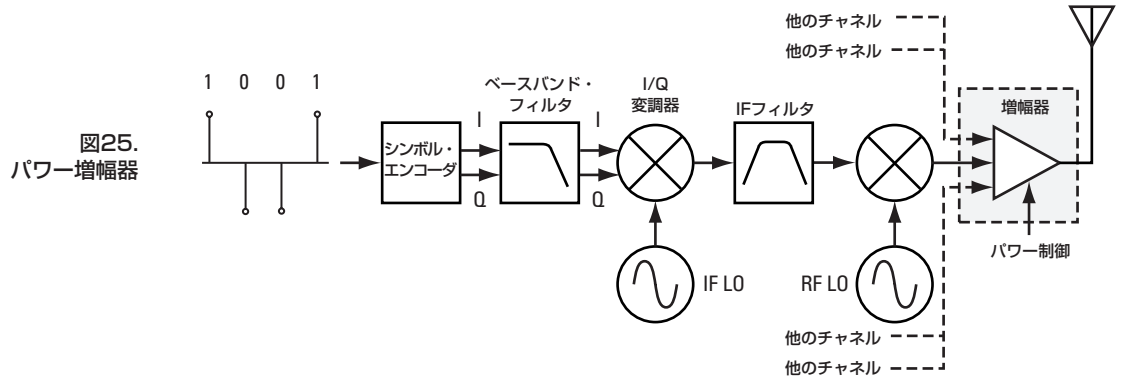 図25.
パワー増幅器
1 0 0 1
シンボル・
エンコーダ
I
Q
ベースバンド・
フィルタ
I
Q
I/Q
変調器
IF LO
IFフィルタ
RF LO
他のチャネル
他のチャネル
増幅器
パワー制御
他のチャネル
他のチャネル